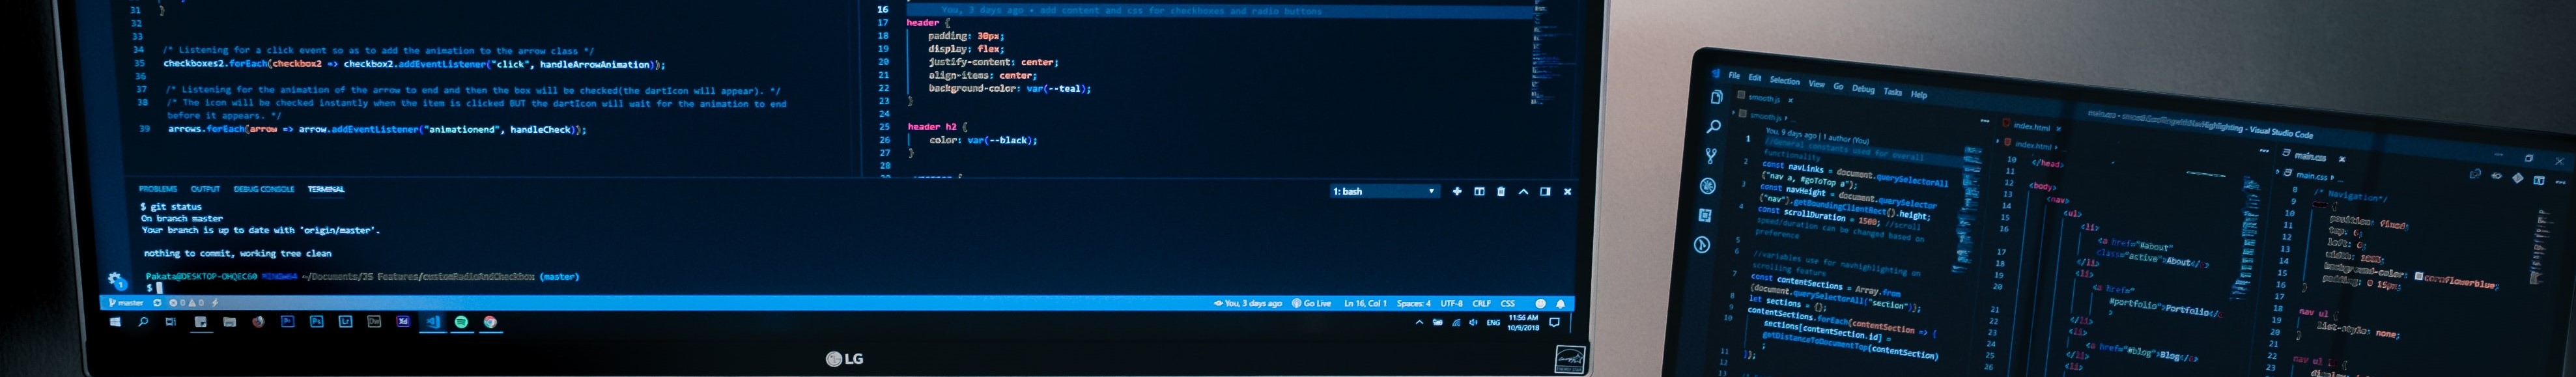 31 }
32
33
34 /* Listening for a click event so as to add the animation to the arrow class */
35 checkboxes2.forEach(checkbox2 => checkbox2.addEventListener("click", handleArrowAnimation));
36
37 /* Listening for the animation of the arrow to end and then the box will be checked(the dartIcon will appear). */
38 /* The icon will be checked instantly when the item is clicked BUT the dartIcon will wait for the animation to end
before it appears. */
39 arrows.forEach(arrow => arrow.addEventListener("animationend", handleCheck));
16 You, 3 days ago • add content and css for checkboxes and radio buttons
17 header {
18 padding: 30px;
19 display: flex;
20 justify-content: center;
21 align-items: center;
22 background-color: var(--teal);
23 }
24
25 header h2 {
26 color: var(--black);
27 }
28
PROBLEMS OUTPUT DEBUG CONSOLE TERMINAL
1: bash
$ git status
On branch master
Your branch is up to date with 'origin/master'.
nothing to commit, working tree clean
Pakata@DESKTOP-OHQEC60 MINGW64 ~/Documents/JS Features/customRadioAndCheckbox (master)
$
1
master 0 0 You, 3 days ago Go Live Ln 16, Col 1 Spaces: 4 UTF-8 CRLF CSS
Pr Ps Lr Dw Xd ENG 11:56 AM
10/9/2018
LG
File Edit Selection View Go Debug Tasks Help
main.css - smoothScrollingwithNavHighlighting - Visual Studio Code
smooth.js
smooth.js
You, 9 days ago | 1 author (You)
1 //General constants used for overall
functionality
2 const navLinks = document.querySelectorAll
("nav a, #goToTop a");
3 const navHeight = document.querySelector
("nav").getBoundingClientRect().height;
4 const scrollDuration = 1500; //scroll
speed/duration can be changed based on
preference
5
6 //variables use for navhighlighting on
scrolling feature
7 const contentSections = Array.from
(document.querySelectorAll("section"));
8 let sections = {};
9 contentSections.forEach(contentSection => {
10 sections[contentSection.id] =
getDistanceToDocumentTop(contentSection)
;
11 });
12
13
index.html
index.html
10 </head>
11
12 <body>
13 <nav>
14 <ul>
15 <li>
16 <a href="#about"
class="active">About</a>
17 </li>
18 <li>
19 <a href="
#portfolio">Portfolio</a
>
21 </li>
22 <li>
23 <a href="#blog">Blog</a>
24 </li>
26 <li>
main.css
main.css
8 /* Navigation*/
9 nav {
10 position: fixed;
11 top: 0;
12 left: 0;
13 width: 100%;
14 background-color: cornflowerblue;
15 padding: 0 15px;
16 }
17
18 nav ul {
19 list-style: none;
20 }
21
22 nav ul li {
23